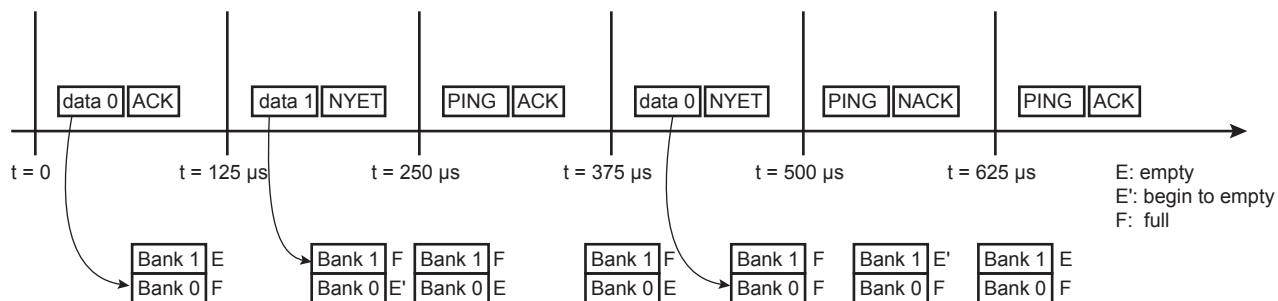 data 0 ACK data 1 NYET PING ACK data 0 NYET PING NACK PING ACK
t = 0 t = 125 µs t = 250 µs t = 375 µs t = 500 µs t = 625 µs
E: empty
E': begin to empty
F: full
Bank 1 E Bank 1 F Bank 1 F Bank 1 F Bank 1 F Bank 1 E' Bank 1 E
Bank 0 F Bank 0 E' Bank 0 E Bank 0 E Bank 0 F Bank 0 F Bank 0 F